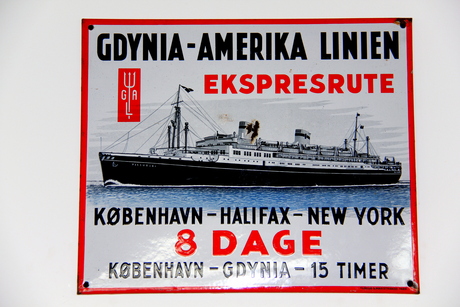 GDYNIA-AMERIKA LINIEN
EKSPRESRUTE
G A L
KØBENHAVN-HALIFAX-NEW YORK
8 DAGE
KØBENHAVN-GDYNIA-15 TIMER